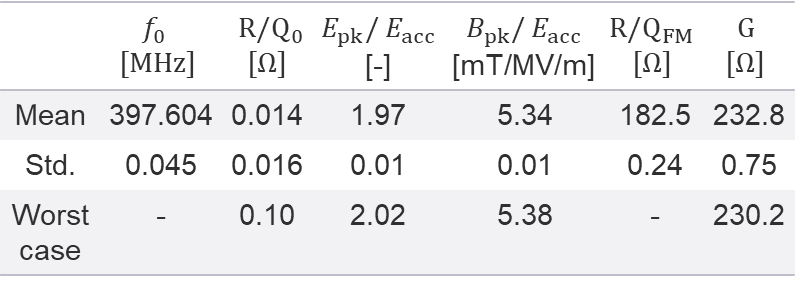 f₀ R/Q₀ Eₚₖ/ Eacc Bₚₖ/ Eacc R/Q_FM G
[MHz] [Ω] [-] [mT/MV/m] [Ω] [Ω]
Mean 397.604 0.014 1.97 5.34 182.5 232.8
Std. 0.045 0.016 0.01 0.01 0.24 0.75
Worst - 0.10 2.02 5.38 - 230.2
case